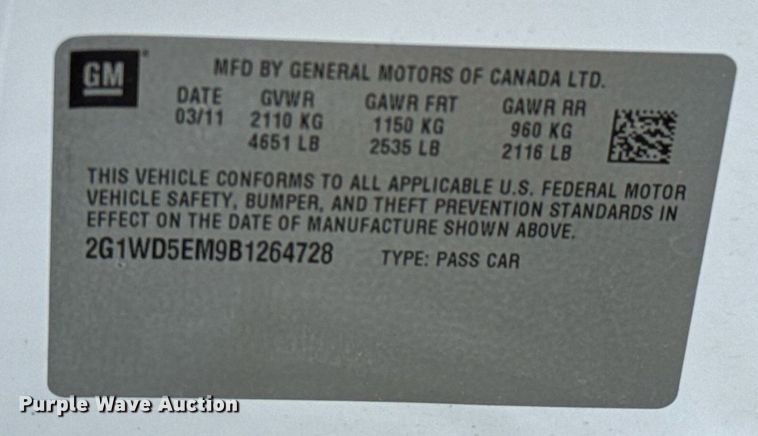 GM
MFD BY GENERAL MOTORS OF CANADA LTD.
DATE GVWR GAWR FRT GAWR RR
03/11 2110 KG 1150 KG 960 KG
4651 LB 2535 LB 2116 LB
THIS VEHICLE CONFORMS TO ALL APPLICABLE U.S. FEDERAL MOTOR
VEHICLE SAFETY, BUMPER, AND THEFT PREVENTION STANDARDS IN
EFFECT ON THE DATE OF MANUFACTURE SHOWN ABOVE.
2G1WD5EM9B1264728 TYPE: PASS CAR
Purple Wave Auction